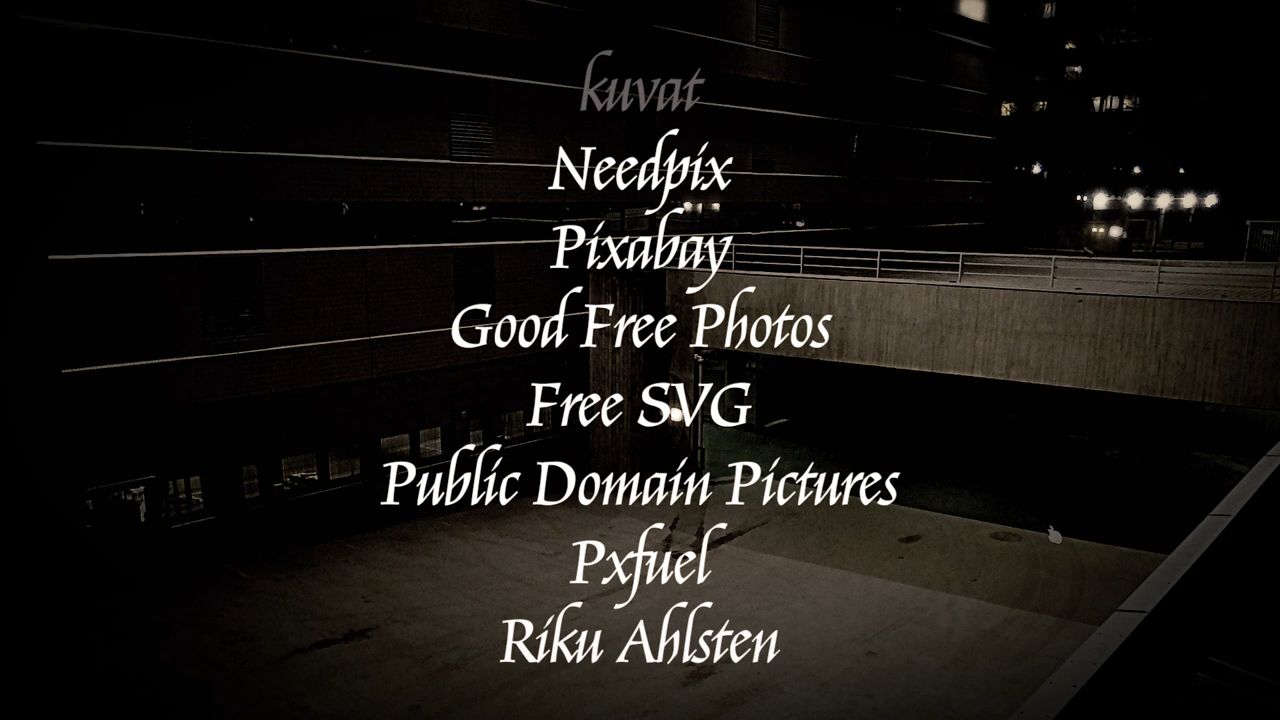 kuvat
Needpix
Pixabay
Good Free Photos
Free SVG
Public Domain Pictures
Pxfuel
Riku Ahlsten